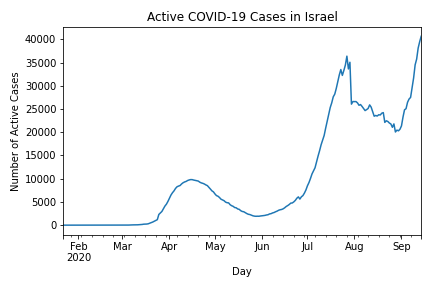 Active COVID-19 Cases in Israel
Number of Active Cases
40000
35000
30000
25000
20000
15000
10000
5000
0
Feb Mar Apr May Jun Jul Aug Sep
2020
Day